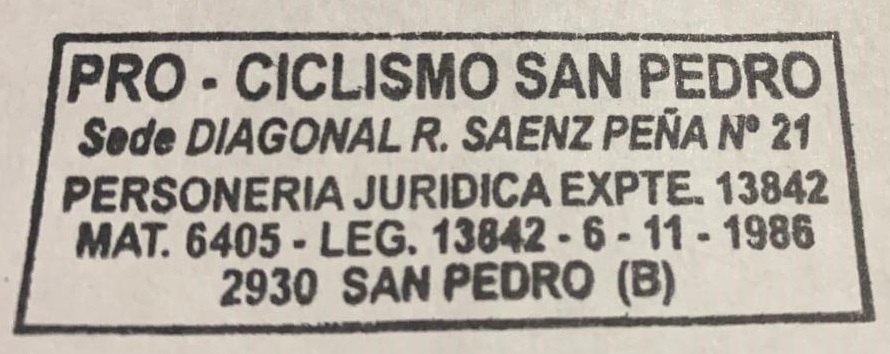 PRO - CICLISMO SAN PEDRO
Sede DIAGONAL R. SAENZ PEÑA Nº 21
PERSONERIA JURIDICA EXPTE. 13842
MAT. 6405 - LEG. 13842 - 6 - 11 - 1986
2930 SAN PEDRO (B)